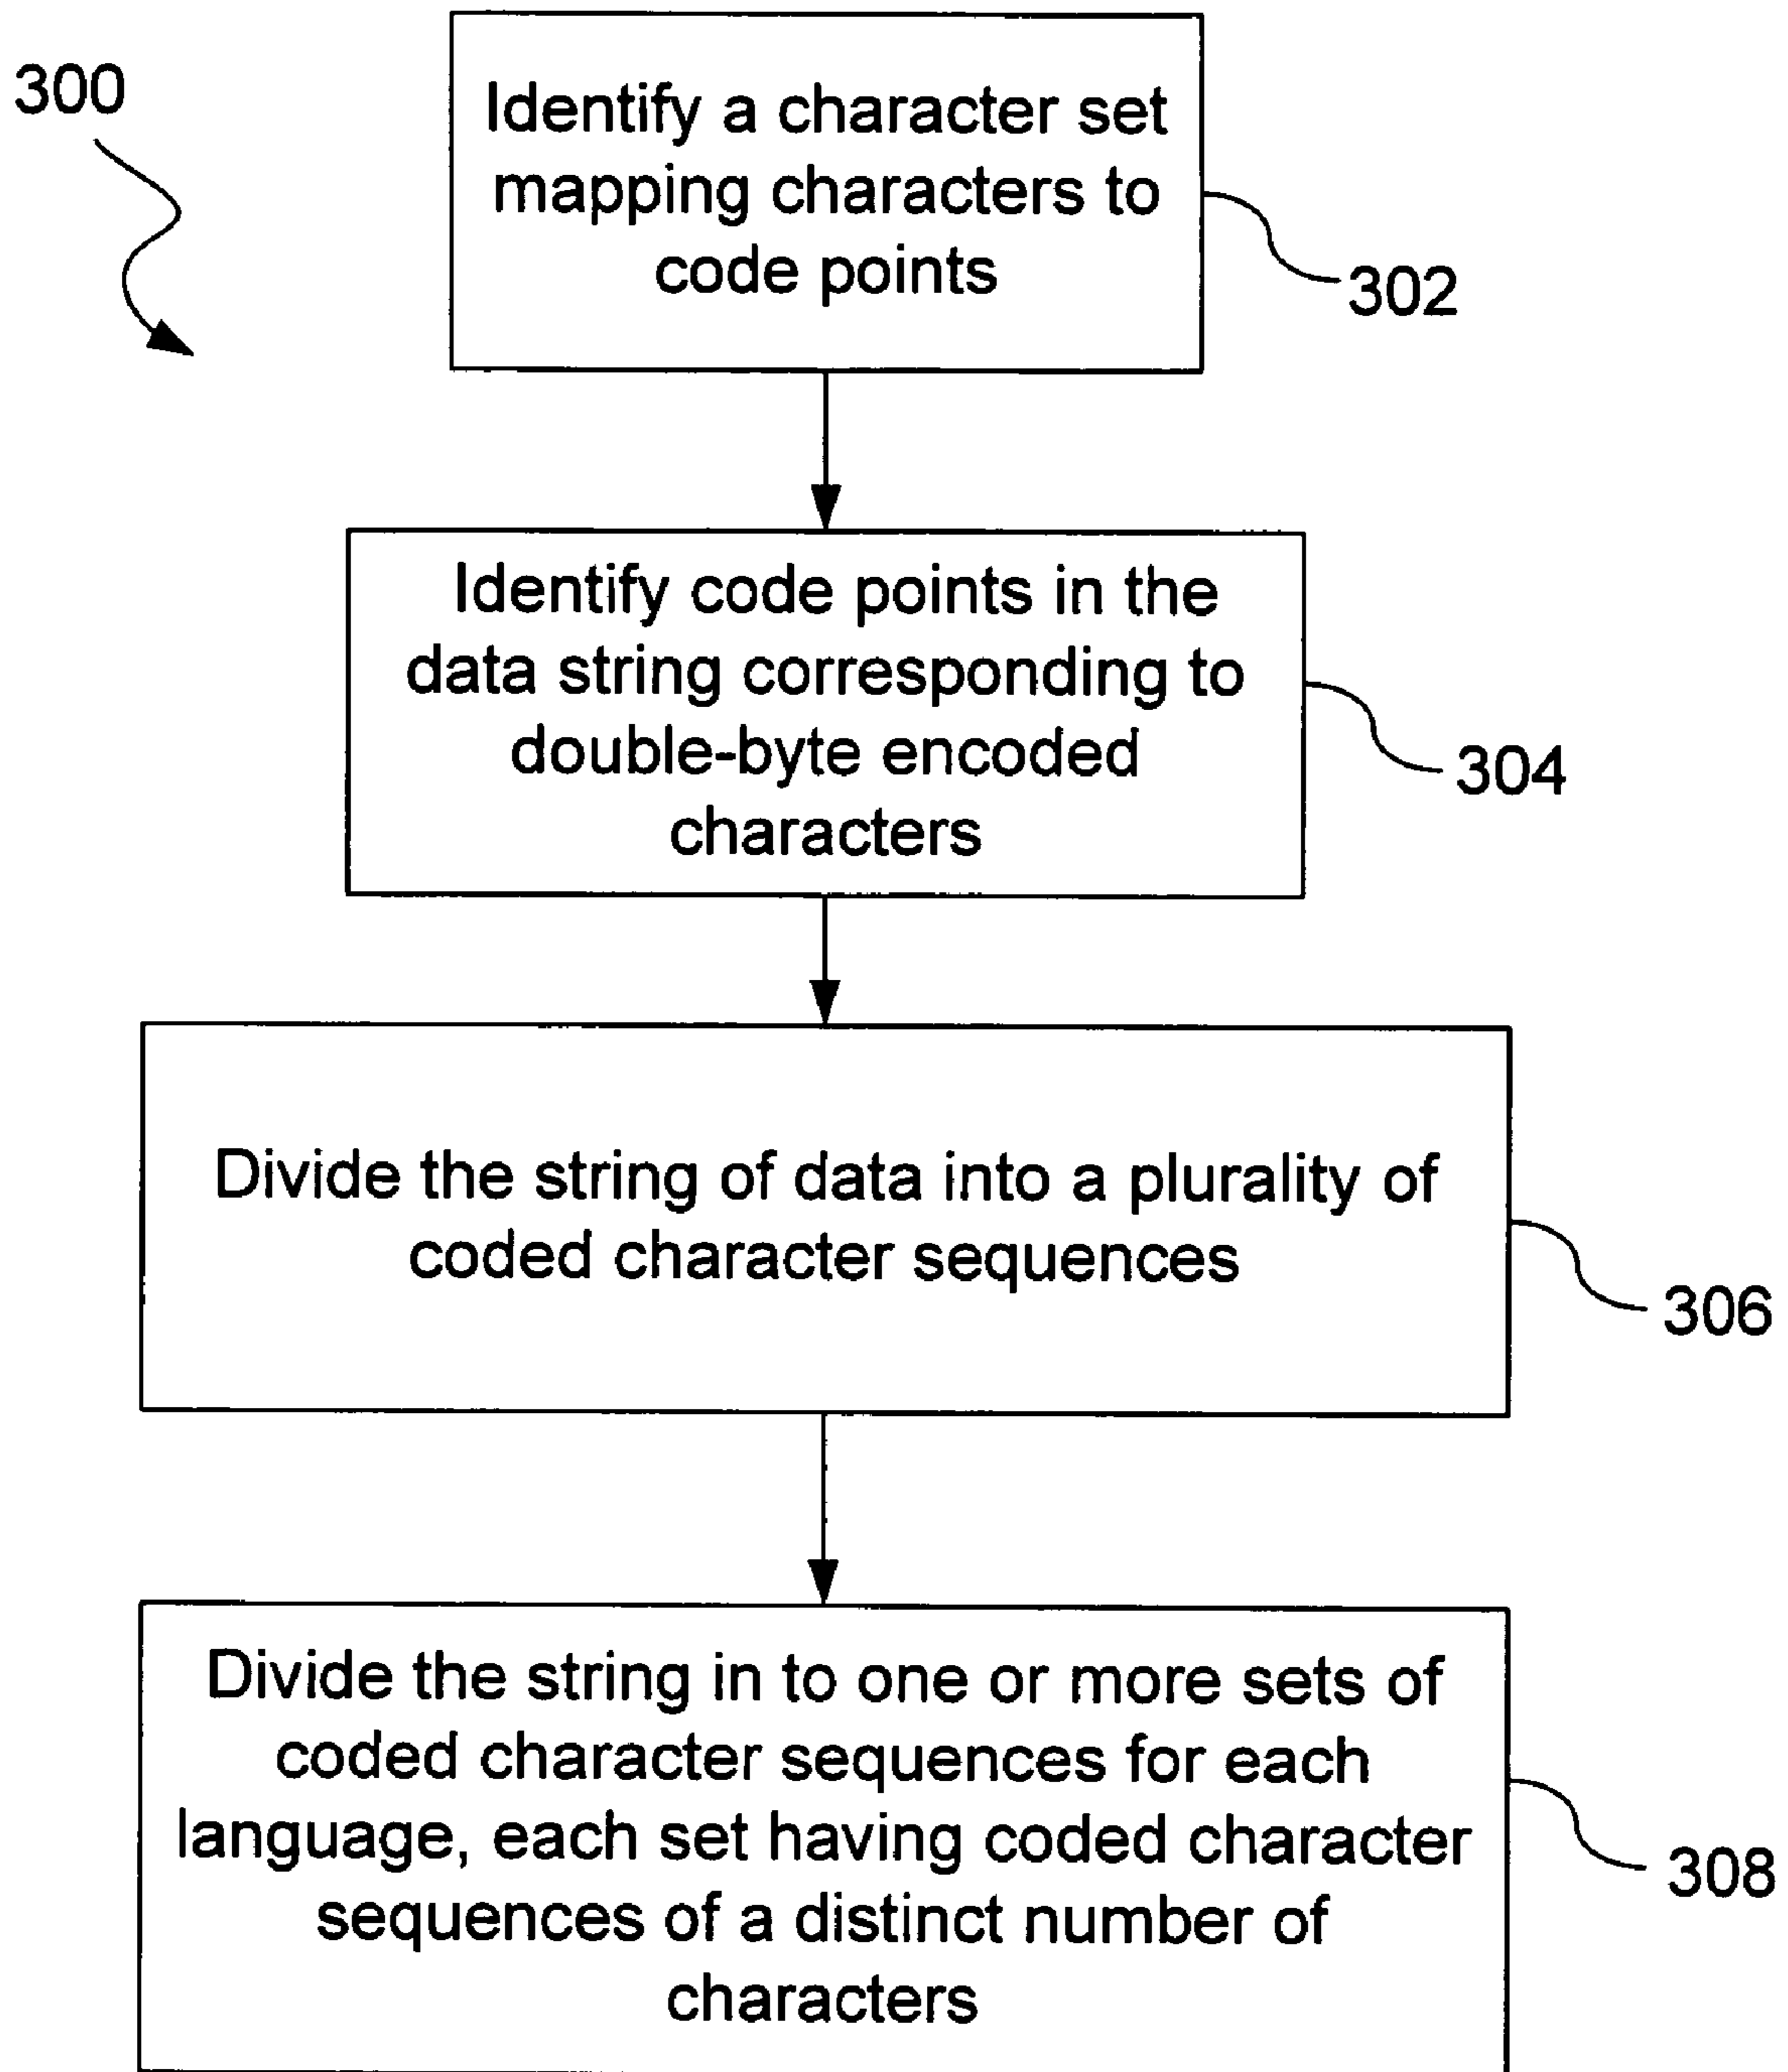 300
Identify a character set
mapping characters to
code points
302
Identify code points in the
data string corresponding to
double-byte encoded
characters
304
Divide the string of data into a plurality of
coded character sequences
306
Divide the string in to one or more sets of
coded character sequences for each
language, each set having coded character
sequences of a distinct number of
characters
308